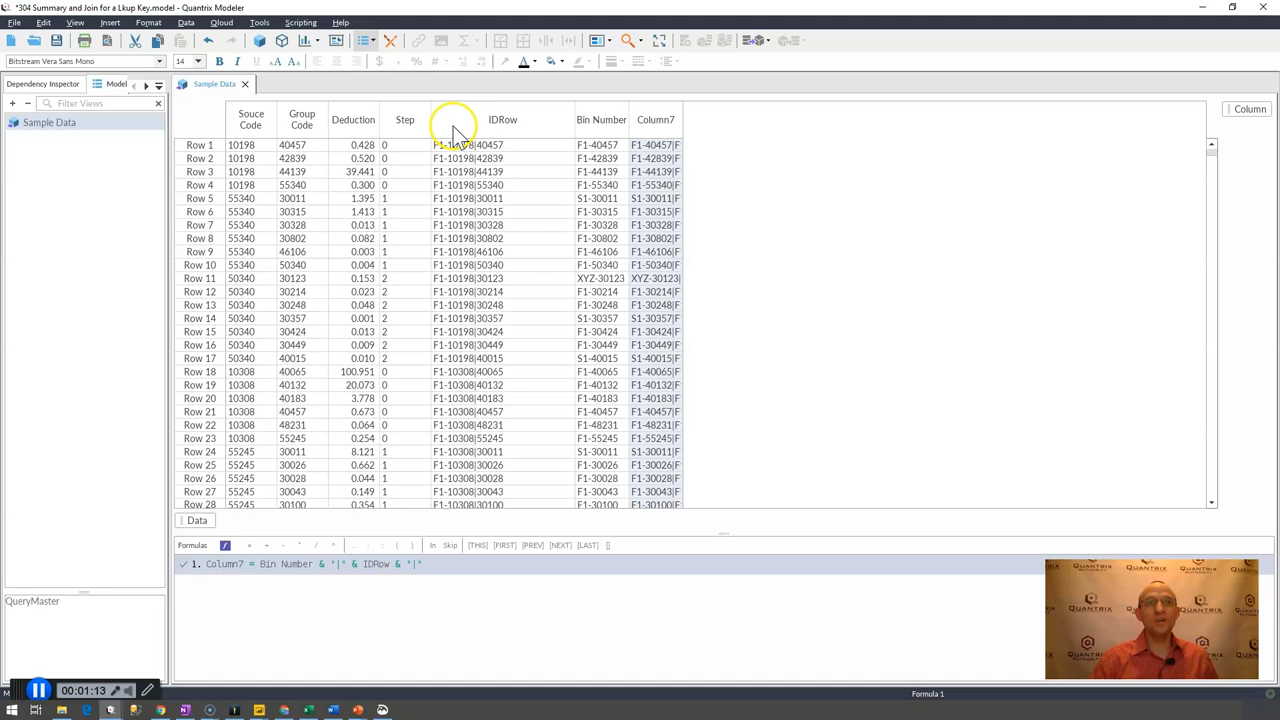 *304 Summary and Join for a Lkup Key.model - Quantrix Modeler
File Edit View Insert Format Data Qloud Tools Scripting Help
Bitstream Vera Sans Mono 14 B I U
Dependency Inspector Model Sample Data
Filter Views Column
Sample Data
Souce Code Group Code Deduction Step IDRow Bin Number Column7
Row 1 10198 40457 0.428 0 F1-10198|40457 F1-40457 F1-40457|F
Row 2 10198 42839 0.520 0 F1-10198|42839 F1-42839 F1-42839|F
Row 3 10198 44139 39.441 0 F1-10198|44139 F1-44139 F1-44139|F
Row 4 10198 55340 0.300 0 F1-10198|55340 F1-55340 F1-55340|F
Row 5 55340 30011 1.395 1 F1-10198|30011 S1-30011 S1-30011|F
Row 6 55340 30315 1.413 1 F1-10198|30315 F1-30315 F1-30315|F
Row 7 55340 30328 0.013 1 F1-10198|30328 F1-30328 F1-30328|F
Row 8 55340 30802 0.082 1 F1-10198|30802 F1-30802 F1-30802|F
Row 9 55340 46106 0.003 1 F1-10198|46106 F1-46106 F1-46106|F
Row 10 55340 50340 0.004 1 F1-10198|50340 F1-50340 F1-50340|F
Row 11 50340 30123 0.153 2 F1-10198|30123 XYZ-30123 XYZ-30123|
Row 12 50340 30214 0.023 2 F1-10198|30214 F1-30214 F1-30214|F
Row 13 50340 30248 0.048 2 F1-10198|30248 F1-30248 F1-30248|F
Row 14 50340 30357 0.001 2 F1-10198|30357 S1-30357 S1-30357|F
Row 15 50340 30424 0.013 2 F1-10198|30424 F1-30424 F1-30424|F
Row 16 50340 30449 0.009 2 F1-10198|30449 F1-30449 F1-30449|F
Row 17 50340 40015 0.010 2 F1-10198|40015 S1-40015 S1-40015|F
Row 18 10308 40065 100.951 0 F1-10308|40065 F1-40065 F1-40065|F
Row 19 10308 40132 20.073 0 F1-10308|40132 F1-40132 F1-40132|F
Row 20 10308 40183 3.778 0 F1-10308|40183 F1-40183 F1-40183|F
Row 21 10308 40457 0.673 0 F1-10308|40457 F1-40457 F1-40457|F
Row 22 10308 48231 0.064 0 F1-10308|48231 F1-48231 F1-48231|F
Row 23 10308 55245 0.254 0 F1-10308|55245 F1-55245 F1-55245|F
Row 24 55245 30011 8.121 1 F1-10308|30011 S1-30011 S1-30011|F
Row 25 55245 30026 0.662 1 F1-10308|30026 F1-30026 F1-30026|F
Row 26 55245 30028 0.044 1 F1-10308|30028 F1-30028 F1-30028|F
Row 27 55245 30043 0.149 1 F1-10308|30043 F1-30043 F1-30043|F
Row 28 55245 30100 0.354 1 F1-10308|30100 F1-30100 F1-30100|F
Data
Formulas f = + - * / ^ . : :: ( ) In Skip [THIS] [FIRST] [PREV] [NEXT] [LAST] []
1. Column7 = Bin Number & "|" & IDRow & "|"
QueryMaster
QUANTRIX
00:01:13
Formula 1